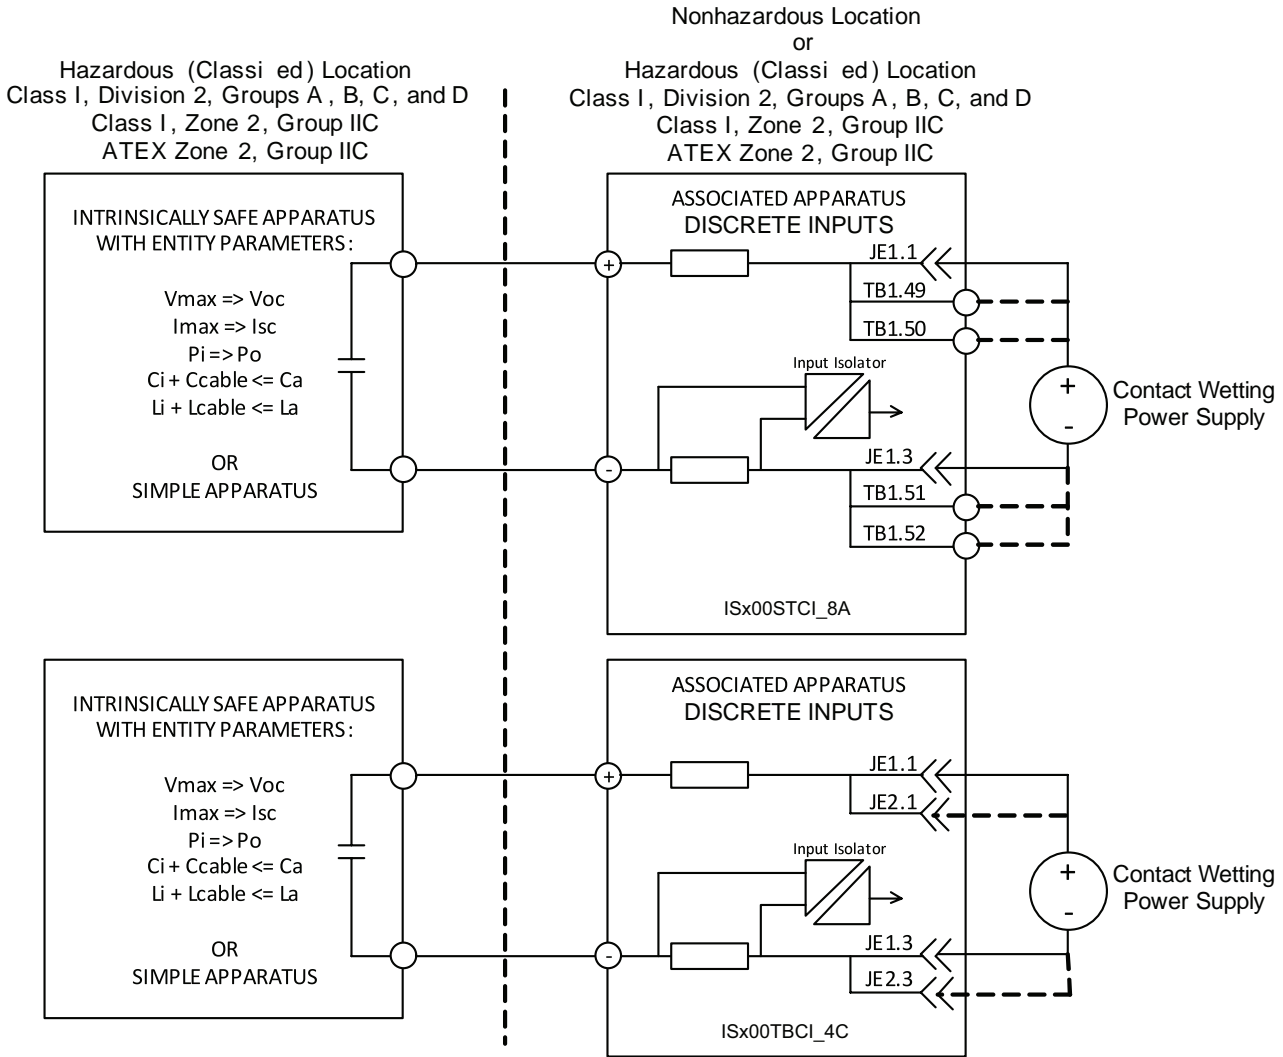 Nonhazardous Location
or
Hazardous (Classi ed) Location
Class I, Division 2, Groups A, B, C, and D
Class I, Zone 2, Group IIC
ATEX Zone 2, Group IIC
Hazardous (Classi ed) Location
Class I, Division 2, Groups A, B, C, and D
Class I, Zone 2, Group IIC
ATEX Zone 2, Group IIC
INTRINSICALLY SAFE APPARATUS
WITH ENTITY PARAMETERS:
Vmax => Voc
Imax => Isc
Pi => Po
Ci + Ccable <= Ca
Li + Lcable <= La
OR
SIMPLE APPARATUS
ASSOCIATED APPARATUS
DISCRETE INPUTS
+
JE1.1
TB1.49
TB1.50
Input Isolator
-
JE1.3
TB1.51
TB1.52
ISx00STCI_8A
+
-
Contact Wetting
Power Supply
INTRINSICALLY SAFE APPARATUS
WITH ENTITY PARAMETERS:
Vmax => Voc
Imax => Isc
Pi => Po
Ci + Ccable <= Ca
Li + Lcable <= La
OR
SIMPLE APPARATUS
ASSOCIATED APPARATUS
DISCRETE INPUTS
+
JE1.1
JE2.1
Input Isolator
-
JE1.3
JE2.3
ISx00TBCI_4C
+
-
Contact Wetting
Power Supply